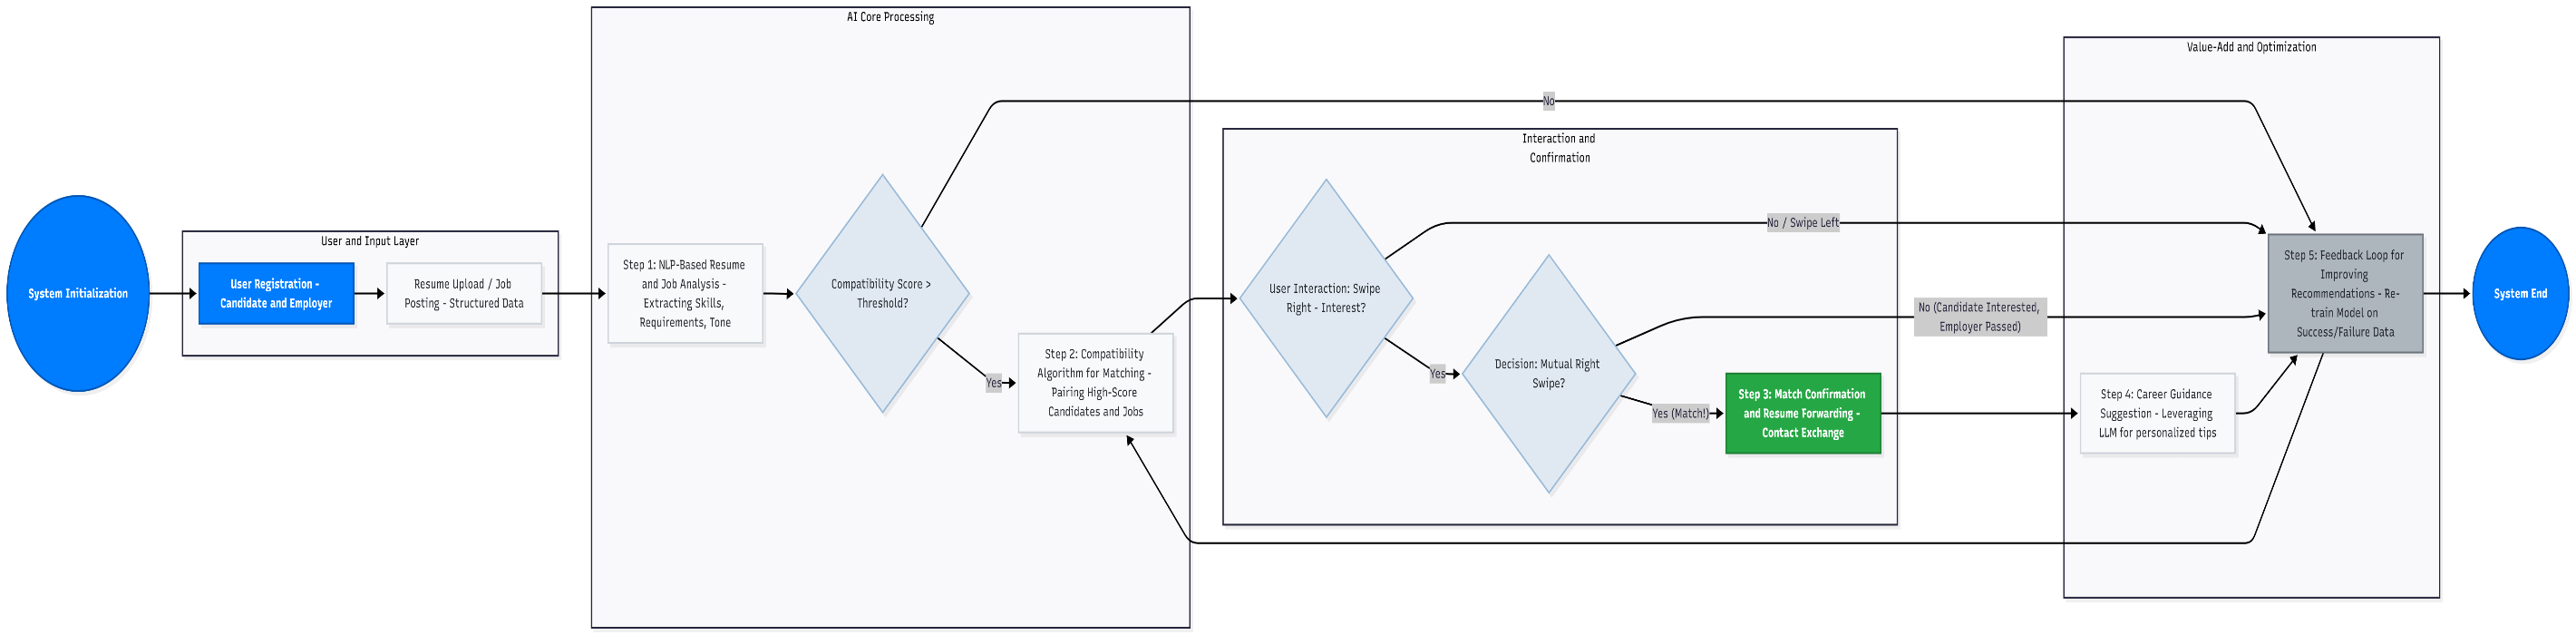 AI Core Processing
Value-Add and Optimization
No
Interaction and
Confirmation
No / Swipe Left
User and Input Layer
System Initialization
User Registration -
Candidate and Employer
Resume Upload / Job
Posting - Structured Data
Step 1: NLP-Based Resume
and Job Analysis -
Extracting Skills,
Requirements, Tone
Compatibility Score >
Threshold?
Yes
Step 2: Compatibility
Algorithm for Matching -
Pairing High-Score
Candidates and Jobs
User Interaction: Swipe
Right - Interest?
Yes
Decision: Mutual Right
Swipe?
No (Candidate Interested,
Employer Passed)
Yes (Match!)
Step 3: Match Confirmation
and Resume Forwarding -
Contact Exchange
Step 4: Career Guidance
Suggestion - Leveraging
LLM for personalized tips
Step 5: Feedback Loop for
Improving
Recommendations - Re-
train Model on
Success/Failure Data
System End